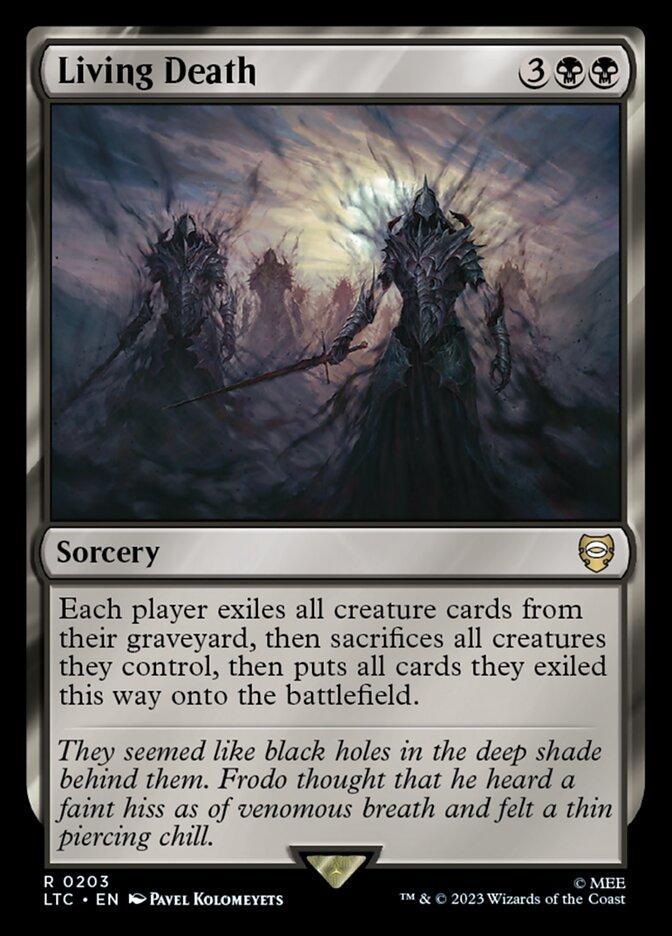 Living Death 3
Sorcery
Each player exiles all creature cards from
their graveyard, then sacrifices all creatures
they control, then puts all cards they exiled
this way onto the battlefield.
They seemed like black holes in the deep shade
behind them. Frodo thought that he heard a
faint hiss as of venomous breath and felt a thin
piercing chill.
R 0203
LTC • EN Pavel Kolomeyets
© MEE
™ & © 2023 Wizards of the Coast